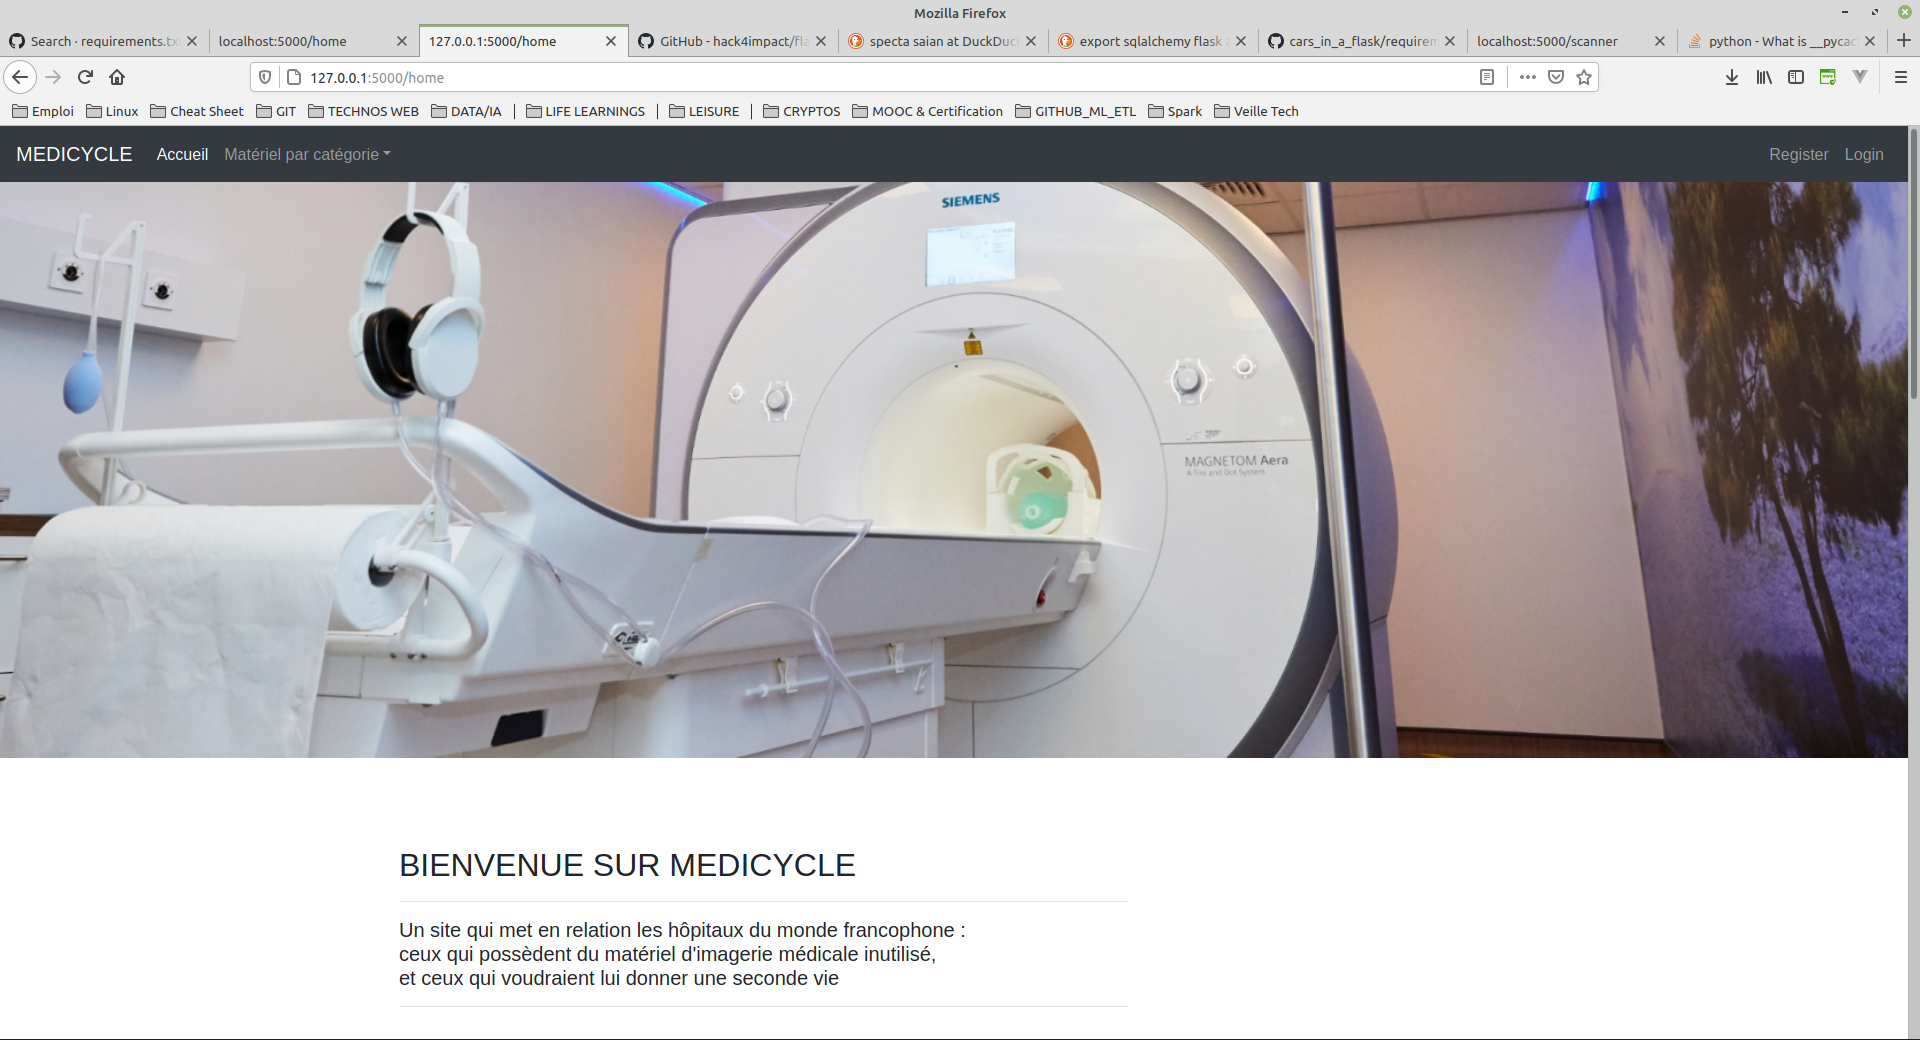 Mozilla Firefox
Search · requirements.tx
localhost:5000/home
127.0.0.1:5000/home
GitHub - hack4impact/fla
specta saian at DuckDuc
export sqlalchemy flask
cars_in_a_flask/require
localhost:5000/scanner
python - What is __pycac
127.0.0.1:5000/home
Emploi
Linux
Cheat Sheet
GIT
TECHNOS WEB
DATA/IA
LIFE LEARNINGS
LEISURE
CRYPTOS
MOOC & Certification
GITHUB_ML_ETL
Spark
Veille Tech
MEDICYCLE
Accueil
Matériel par catégorie
Register
Login
SIEMENS
MAGNETOM Aera
A Tim and Dot System
BIENVENUE SUR MEDICYCLE
Un site qui met en relation les hôpitaux du monde francophone :
ceux qui possèdent du matériel d'imagerie médicale inutilisé,
et ceux qui voudraient lui donner une seconde vie